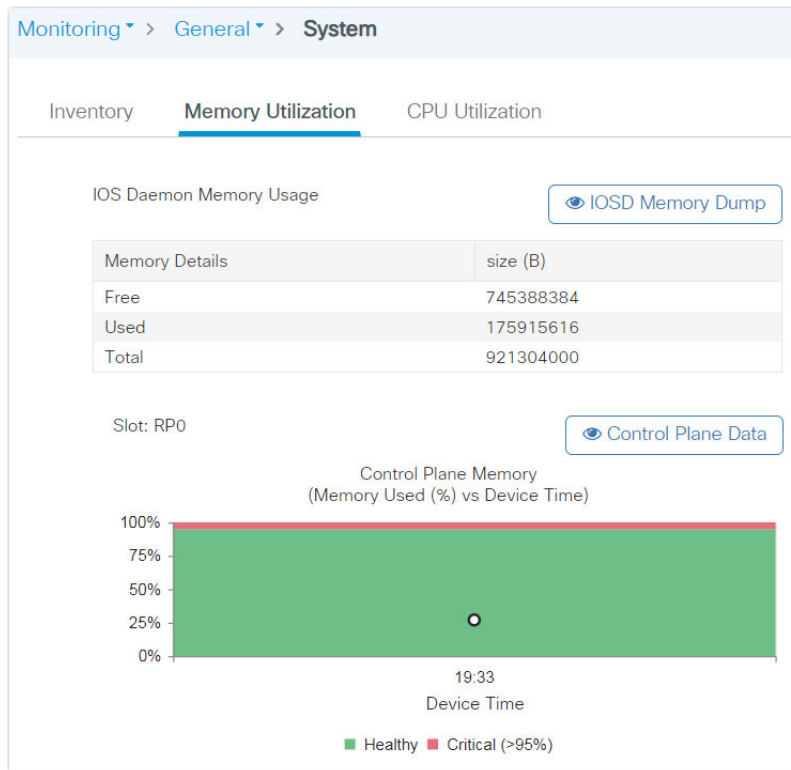 Monitoring > General > System
Inventory Memory Utilization CPU Utilization
IOS Daemon Memory Usage IOSD Memory Dump
Memory Details size (B)
Free 745388384
Used 175915616
Total 921304000
Slot: RP0 Control Plane Data
Control Plane Memory
(Memory Used (%) vs Device Time)
100%
75%
50%
25%
0%
19:33
Device Time
Healthy Critical (>95%)